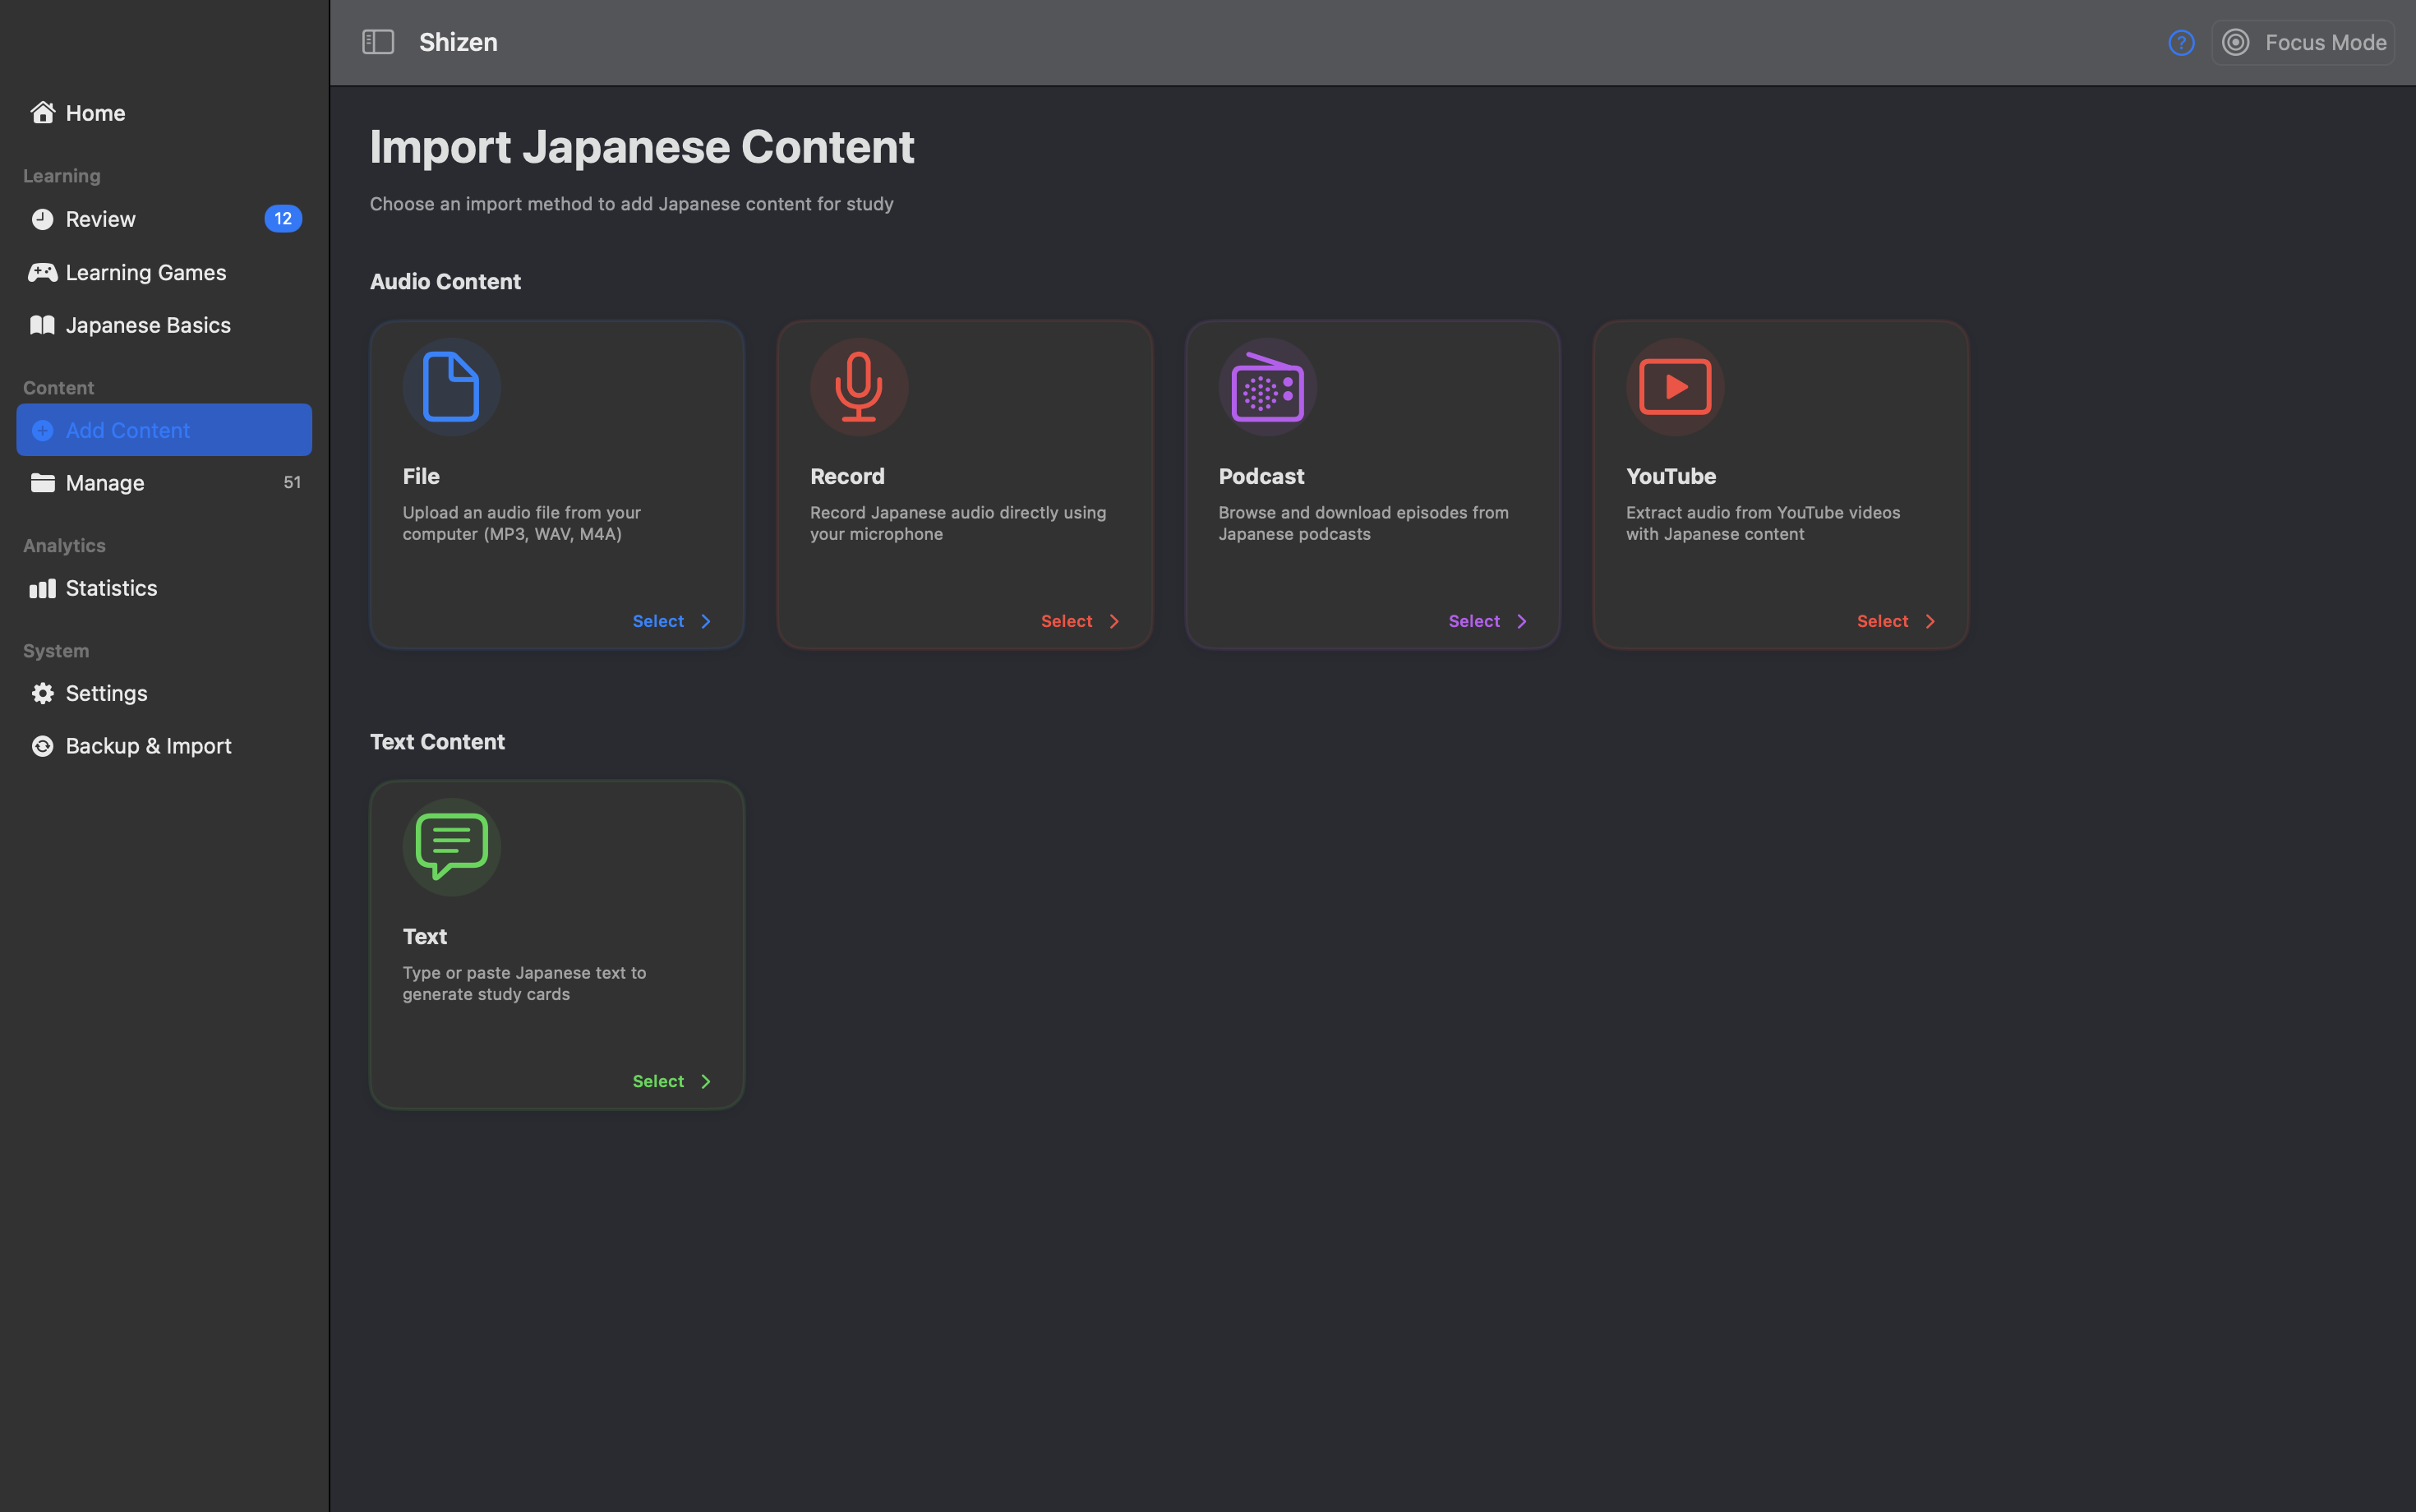 Shizen
? Focus Mode
Home
Learning
Review 12
Learning Games
Japanese Basics
Content
Add Content
Manage 51
Analytics
Statistics
System
Settings
Backup & Import
Import Japanese Content
Choose an import method to add Japanese content for study
Audio Content
File
Upload an audio file from your
computer (MP3, WAV, M4A)
Select
Record
Record Japanese audio directly using
your microphone
Select
Podcast
Browse and download episodes from
Japanese podcasts
Select
YouTube
Extract audio from YouTube videos
with Japanese content
Select
Text Content
Text
Type or paste Japanese text to
generate study cards
Select